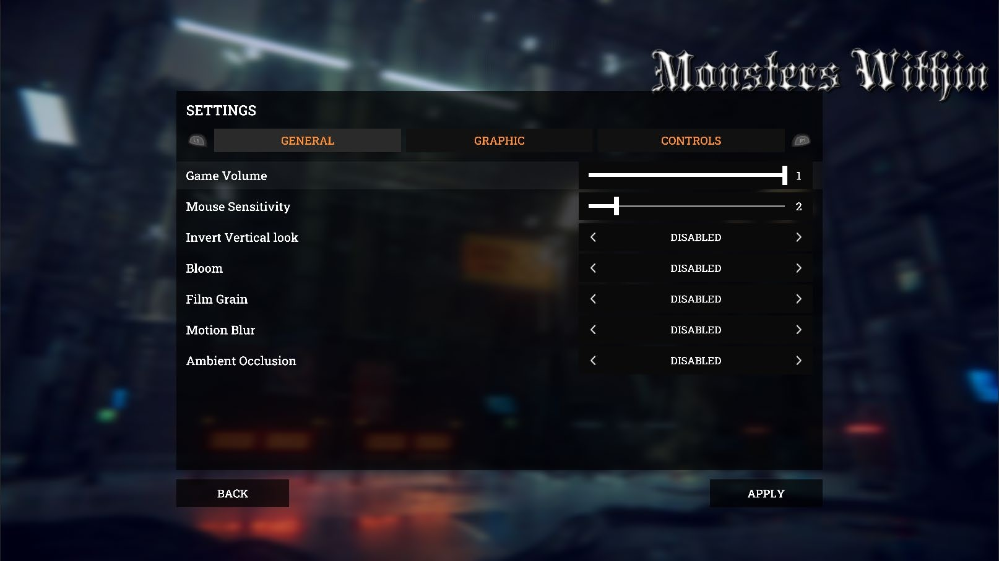 Monsters Within
SETTINGS
L1 GENERAL GRAPHIC CONTROLS R1
Game Volume 1
Mouse Sensitivity 2
Invert Vertical look DISABLED
Bloom DISABLED
Film Grain DISABLED
Motion Blur DISABLED
Ambient Occlusion DISABLED
BACK APPLY